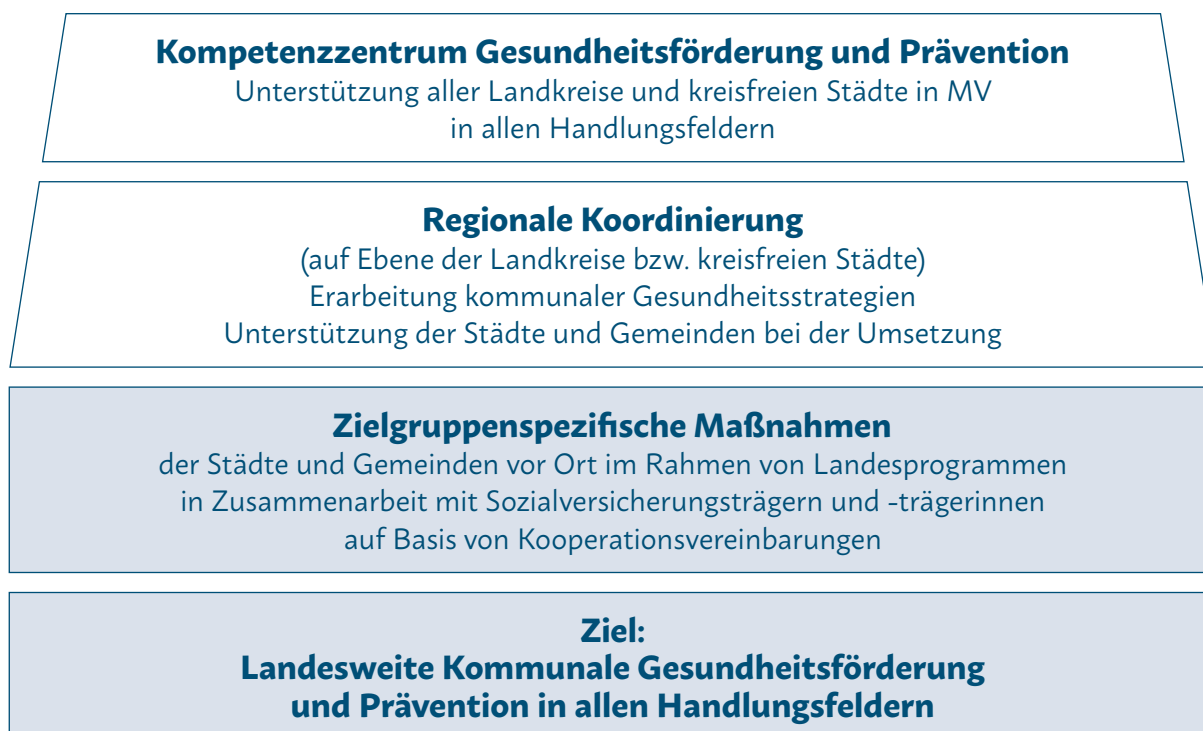 Kompetenzzentrum Gesundheitsförderung und Prävention
Unterstützung aller Landkreise und kreisfreien Städte in MV
in allen Handlungsfeldern
Regionale Koordinierung
(auf Ebene der Landkreise bzw. kreisfreien Städte)
Erarbeitung kommunaler Gesundheitsstrategien
Unterstützung der Städte und Gemeinden bei der Umsetzung
Zielgruppenspezifische Maßnahmen
der Städte und Gemeinden vor Ort im Rahmen von Landesprogrammen
in Zusammenarbeit mit Sozialversicherungsträgern und -trägerinnen
auf Basis von Kooperationsvereinbarungen
Ziel:
Landesweite Kommunale Gesundheitsförderung
und Prävention in allen Handlungsfeldern